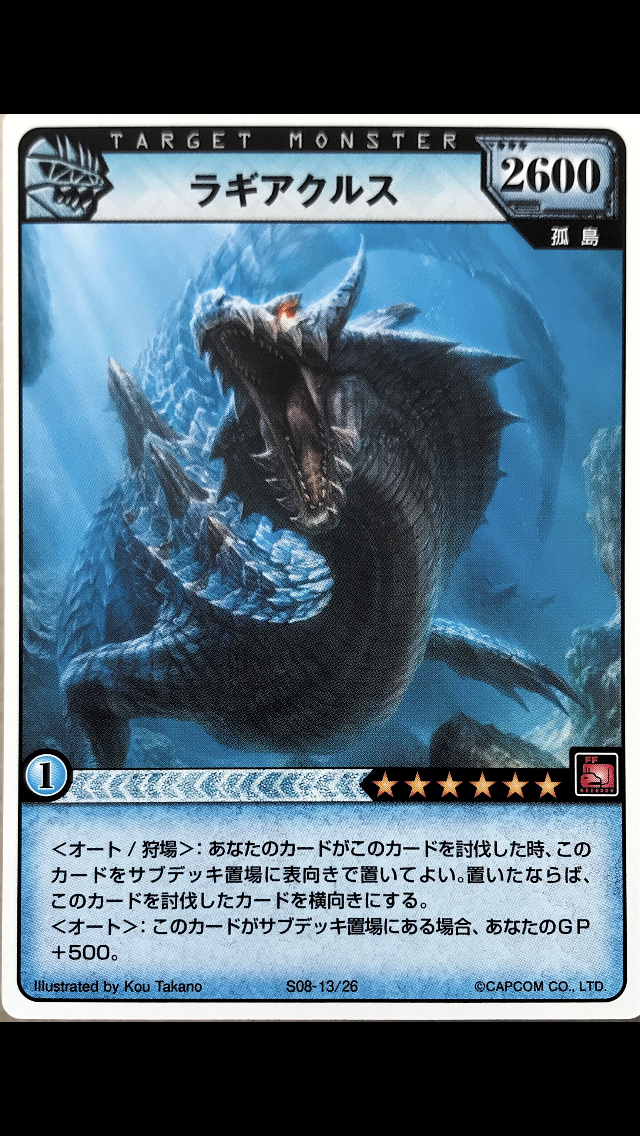 TARGET MONSTER
ラギアクルス
2600
孤島
1
FF
＜オート / 狩場＞：あなたのカードがこのカードを討伐した時、この
カードをサブデッキ置場に表向きで置いてよい。置いたならば、
このカードを討伐したカードを横向きにする。
＜オート＞：このカードがサブデッキ置場にある場合、あなたのGP
＋500。
Illustrated by Kou Takano S08-13/26 ©CAPCOM CO., LTD.